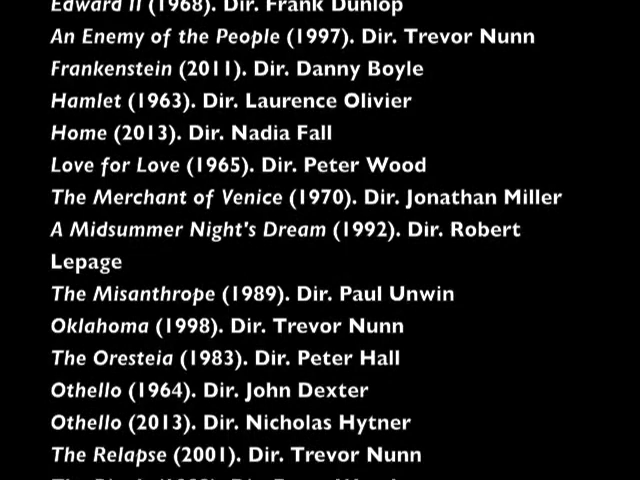 Edward II (1968). Dir. Frank Dunlop
An Enemy of the People (1997). Dir. Trevor Nunn
Frankenstein (2011). Dir. Danny Boyle
Hamlet (1963). Dir. Laurence Olivier
Home (2013). Dir. Nadia Fall
Love for Love (1965). Dir. Peter Wood
The Merchant of Venice (1970). Dir. Jonathan Miller
A Midsummer Night's Dream (1992). Dir. Robert
Lepage
The Misanthrope (1989). Dir. Paul Unwin
Oklahoma (1998). Dir. Trevor Nunn
The Oresteia (1983). Dir. Peter Hall
Othello (1964). Dir. John Dexter
Othello (2013). Dir. Nicholas Hytner
The Relapse (2001). Dir. Trevor Nunn